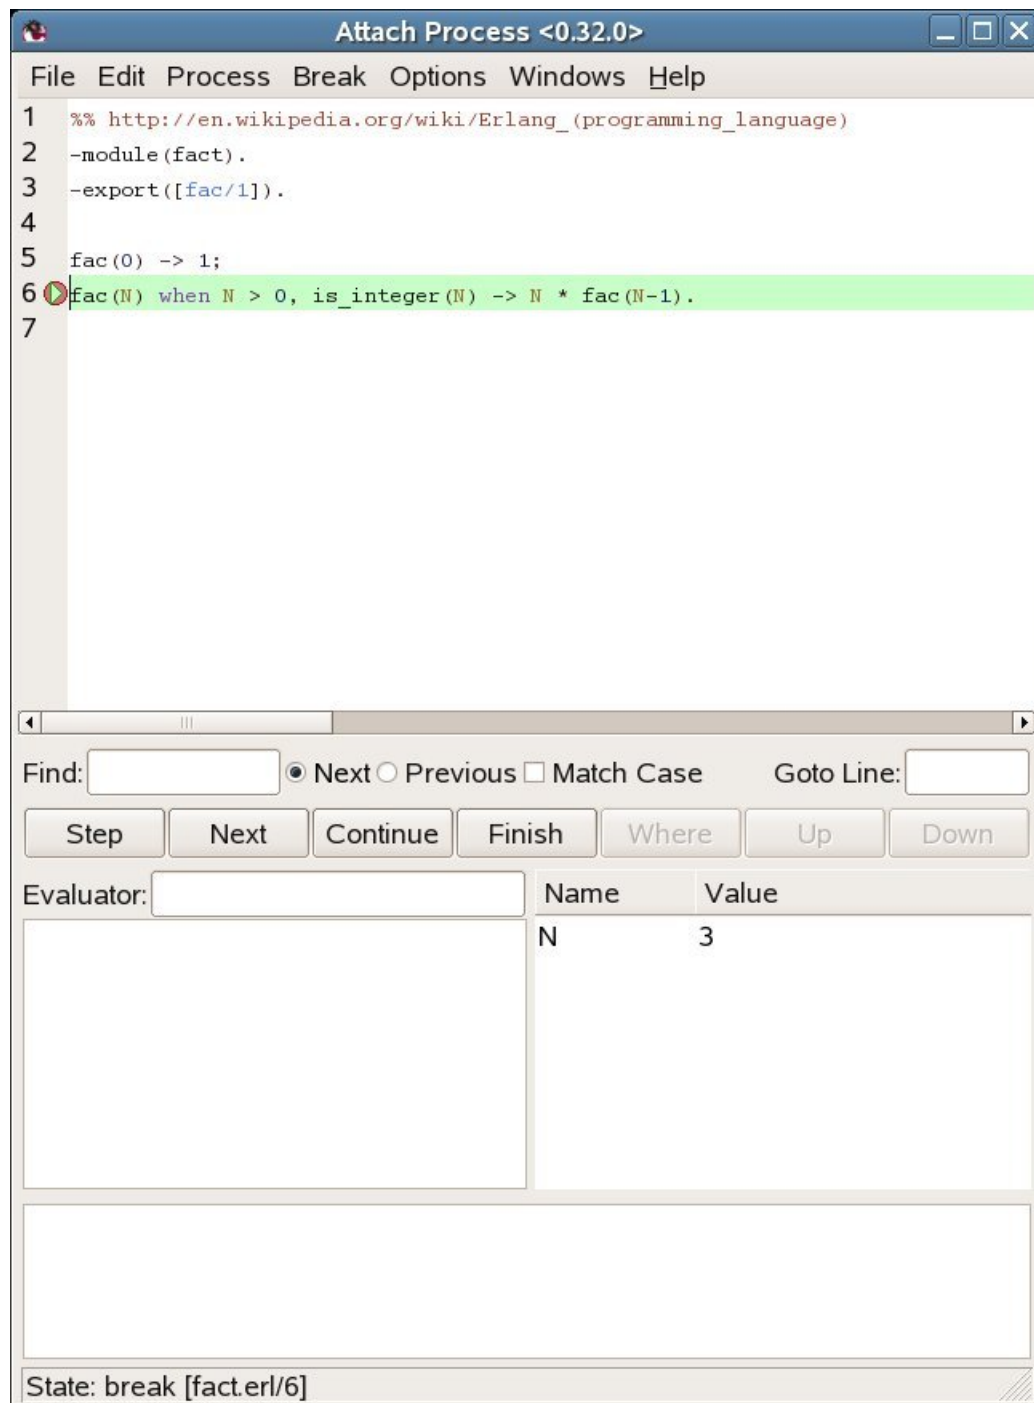 Attach Process <0.32.0>
File Edit Process Break Options Windows Help
1 %% http://en.wikipedia.org/wiki/Erlang_(programming_language)
2 -module(fact).
3 -export([fac/1]).
4
5 fac(0) -> 1;
6 fac(N) when N > 0, is_integer(N) -> N * fac(N-1).
7
Find: Next Previous Match Case Goto Line:
Step Next Continue Finish Where Up Down
Evaluator: Name Value
N 3
State: break [fact.erl/6]